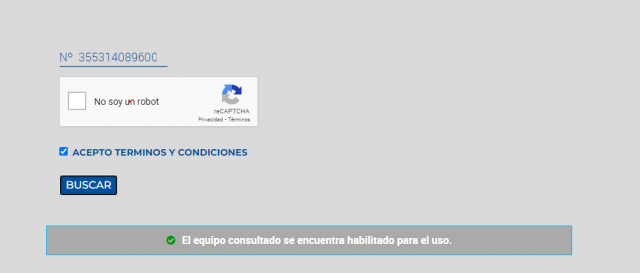 Nº 355314089600
No soy un robot
reCAPTCHA
Privacidad - Términos
ACEPTO TERMINOS Y CONDICIONES
BUSCAR
El equipo consultado se encuentra habilitado para el uso.